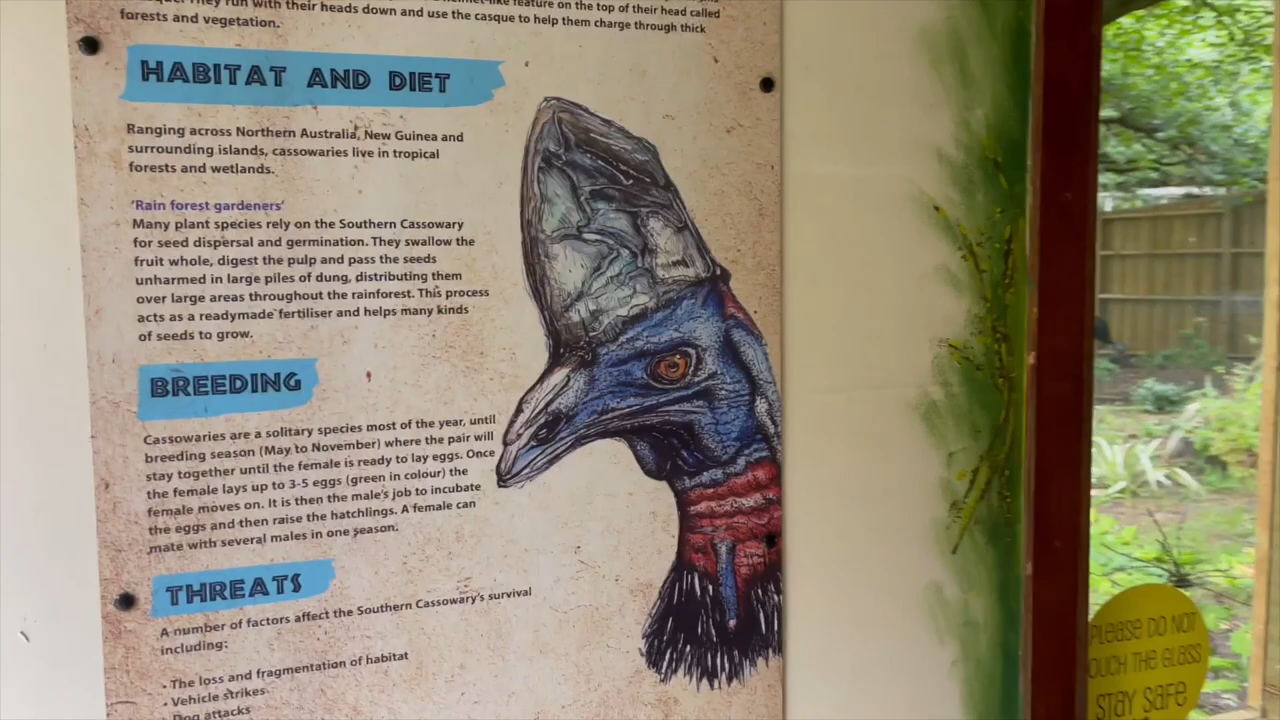 They run with their heads down and use the casque to help them charge through thick
feature on the top of their head called
forests and vegetation.
HABITAT AND DIET
Ranging across Northern Australia, New Guinea and
surrounding islands, cassowaries live in tropical
forests and wetlands.
'Rain forest gardeners'
Many plant species rely on the Southern Cassowary
for seed dispersal and germination. They swallow the
fruit whole, digest the pulp and pass the seeds
unharmed in large piles of dung, distributing them
over large areas throughout the rainforest. This process
acts as a readymade fertiliser and helps many kinds
of seeds to grow.
BREEDING
Cassowaries are a solitary species most of the year, until
breeding season (May to November) where the pair will
stay together until the female is ready to lay eggs. Once
the female lays up to 3-5 eggs (green in colour) the
female moves on. It is then the male's job to incubate
the eggs and then raise the hatchlings. A female can
mate with several males in one season.
THREATS
A number of factors affect the Southern Cassowary's survival
including:
• The loss and fragmentation of habitat
• Vehicle strikes
• Dog attacks
PLEASE DO NOT
OUCH THE GLASS
STAY SAFE